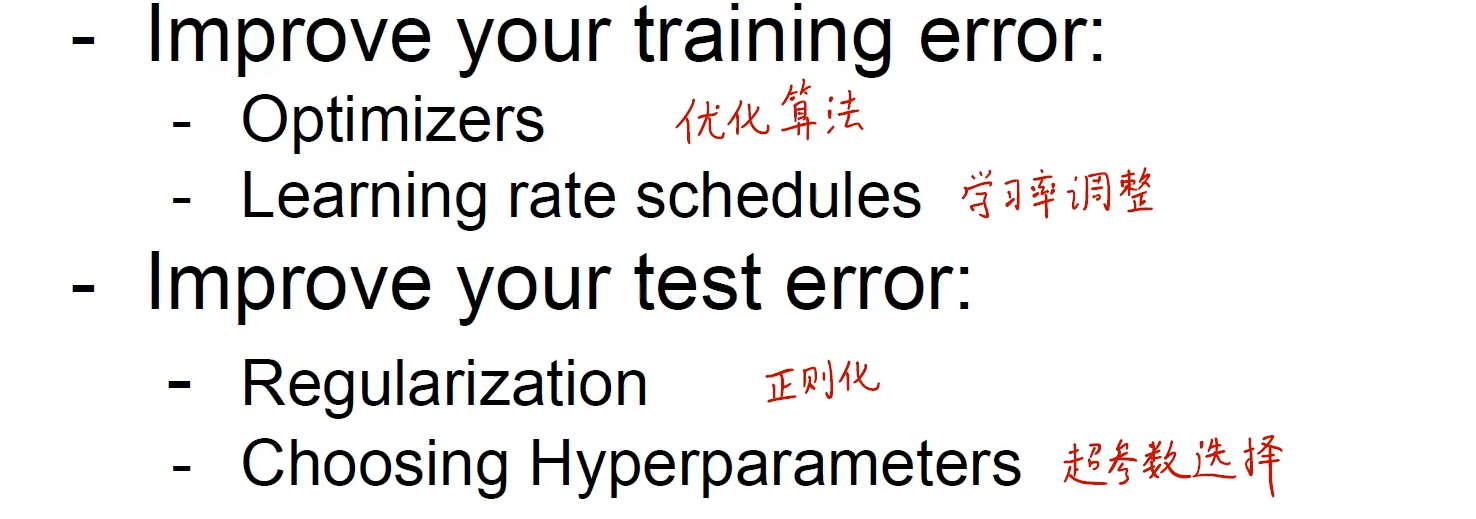 - Improve your training error:
- Optimizers 优化算法
- Learning rate schedules 学习率调整
- Improve your test error:
- Regularization 正则化
- Choosing Hyperparameters 超参数选择